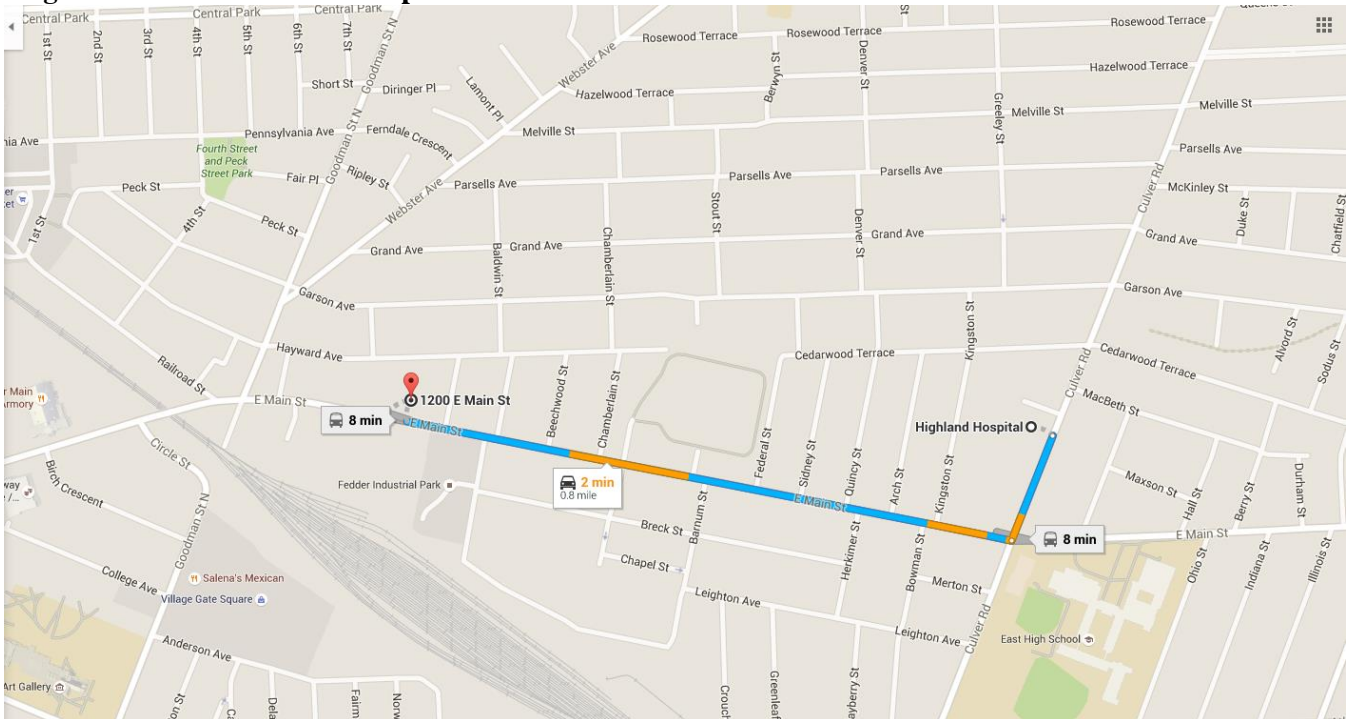 Central Park
Central Park
Central Park
1st St
2nd St
3rd St
4th St
5th St
6th St
7th St
Goodman St N
Webster Ave
Rosewood Terrace
Rosewood Terrace
Rosewood Terrace
Denver St
Berwyn St
Hazelwood Terrace
Hazelwood Terrace
Short St
Diringer Pl
Lamont Pl
Greeley St
Melville St
Melville St
Melville St
Pennsylvania Ave
Ferndale Crescent
Fourth Street
and Peck
Street Park
Fair Pl
Ripley St
Parsells Ave
Parsells Ave
Parsells Ave
Parsells Ave
McKinley St
Culver Rd
Duke St
Chatfield St
Peck St
Peck St
4th St
1st St
Goodman St N
Webster Ave
Stout St
Denver St
Grand Ave
Grand Ave
Grand Ave
Grand Ave
Baldwin St
Chamberlain St
Garson Ave
Garson Ave
Kingston St
Alvord St
Sodus St
Hayward Ave
Cedarwood Terrace
Cedarwood Terrace
Culver Rd
MacBeth St
Railroad St
E Main St
1200 E Main St
8 min
E Main St
Beechwood St
Chamberlain St
Highland Hospital
Circle St
Birch Crescent
Fedder Industrial Park
2 min
0.8 mile
Federal St
Sidney St
Quincy St
Arch St
Kingston St
E Main St
Maxson St
Hall St
Berry St
Durham St
8 min
E Main St
Barnum St
Breck St
Chapel St
Herkimer St
Bowman St
Merton St
Ohio St
Indiana St
Illinois St
Goodman St N
College Ave
Salena's Mexican
Village Gate Square
Leighton Ave
Leighton Ave
Culver Rd
East High School
Anderson Ave
Art Gallery